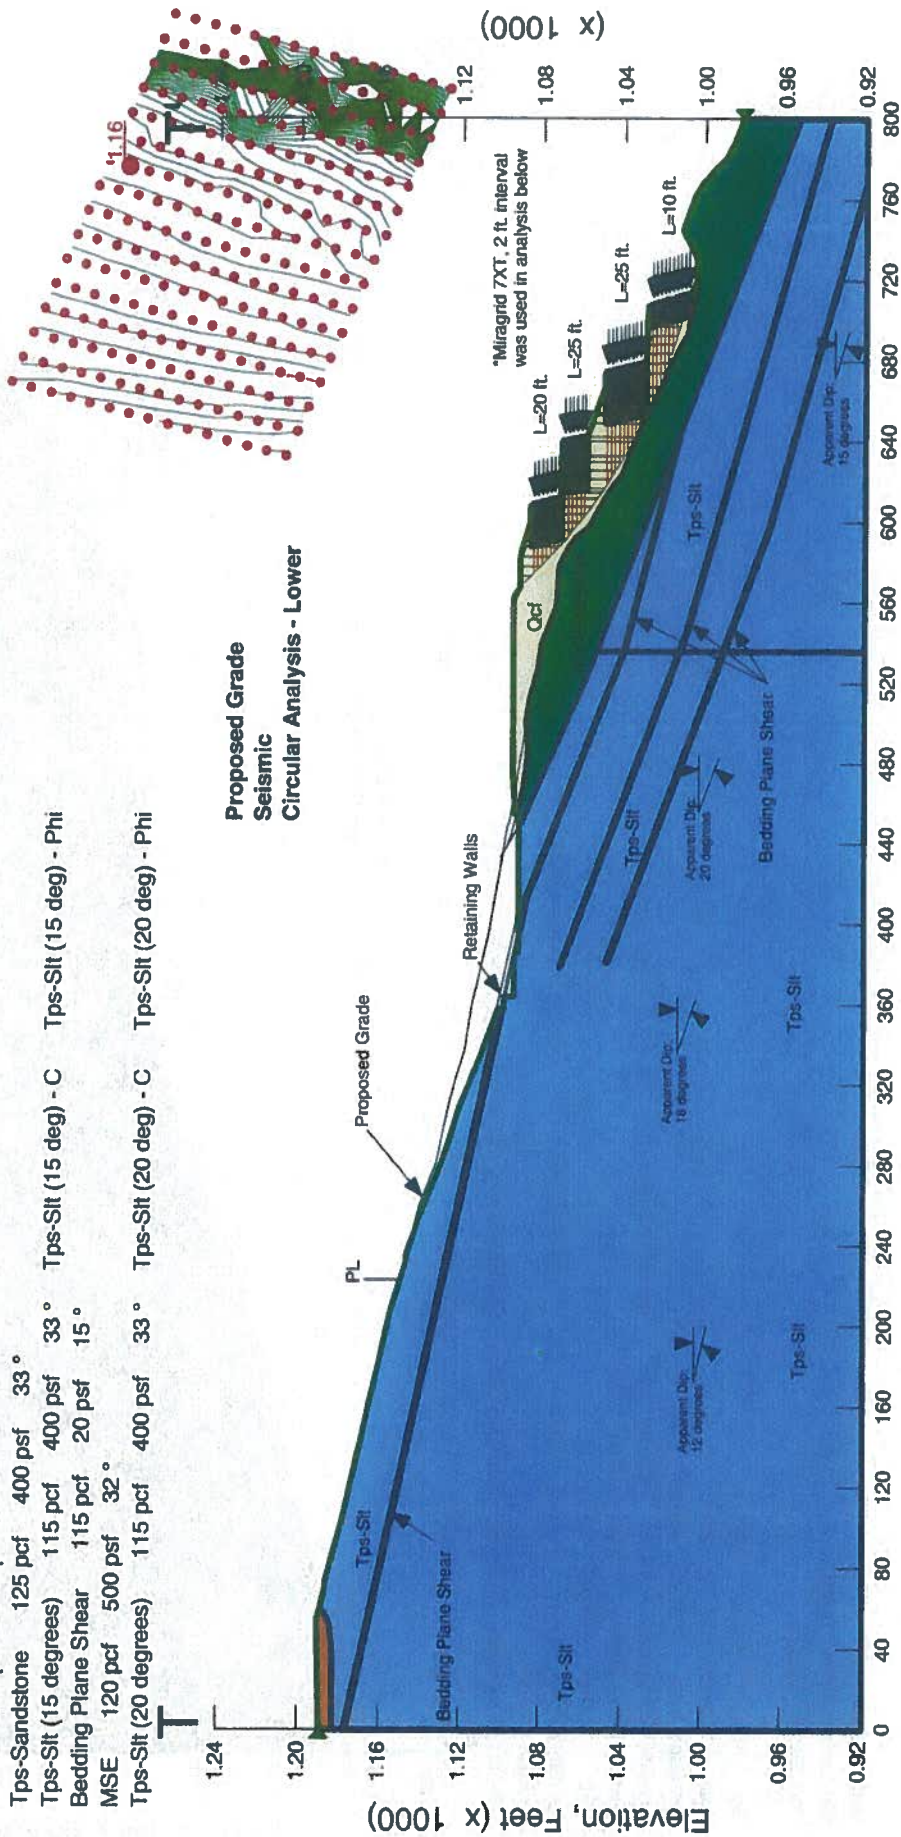 Tps-Sandstone 125 pcf 400 psf 33 °
Tps-Slt (15 degrees) 115 pcf 400 psf 33 ° Tps-Slt (15 deg) - C Tps-Slt (15 deg) - Phi
Bedding Plane Shear 115 pcf 20 psf 15 °
MSE 120 pcf 500 psf 32 °
Tps-Slt (20 degrees) 115 pcf 400 psf 33 ° Tps-Slt (20 deg) - C Tps-Slt (20 deg) - Phi
T
T'
1.16
Proposed Grade
Seismic
Circular Analysis - Lower
*Miragrid 7XT, 2 ft. interval
was used in analysis below
L=20 ft.
L=25 ft.
L=25 ft.
L=10 ft.
PL
Proposed Grade
Retaining Walls
Qcf
Tps-Slt
Bedding Plane Shear
Tps-Slt
Tps-Slt
Apparent Dip:
12 degrees
Tps-Slt
Apparent Dip:
18 degrees
Tps-Slt
Tps-Slt
Apparent Dip:
20 degrees
Bedding Plane Shear
Tps-Slt
Apparent Dip:
15 degrees
Elevation, Feet (x 1000)
1.24
1.20
1.16
1.12
1.08
1.04
1.00
0.96
0.92
0 40 80 120 160 200 240 280 320 360 400 440 480 520 560 600 640 680 720 760 800
(x 1000)
1.12
1.08
1.04
1.00
0.96
0.92